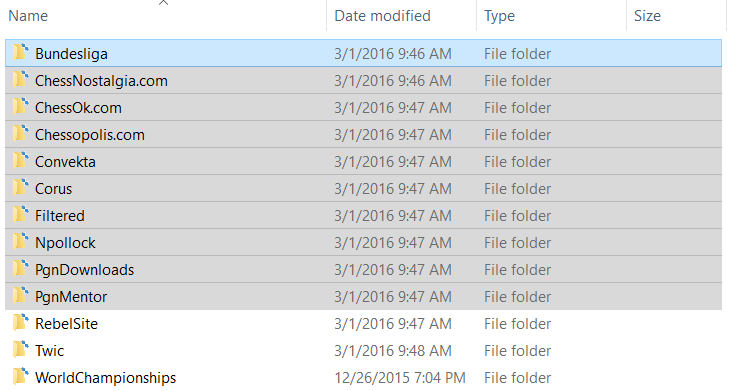 Name Date modified Type Size
Bundesliga 3/1/2016 9:46 AM File folder
ChessNostalgia.com 3/1/2016 9:46 AM File folder
ChessOk.com 3/1/2016 9:47 AM File folder
Chessopolis.com 3/1/2016 9:47 AM File folder
Convekta 3/1/2016 9:47 AM File folder
Corus 3/1/2016 9:47 AM File folder
Filtered 3/1/2016 9:47 AM File folder
Npollock 3/1/2016 9:47 AM File folder
PgnDownloads 3/1/2016 9:47 AM File folder
PgnMentor 3/1/2016 9:47 AM File folder
RebelSite 3/1/2016 9:47 AM File folder
Twic 3/1/2016 9:48 AM File folder
WorldChampionships 12/26/2015 7:04 PM File folder